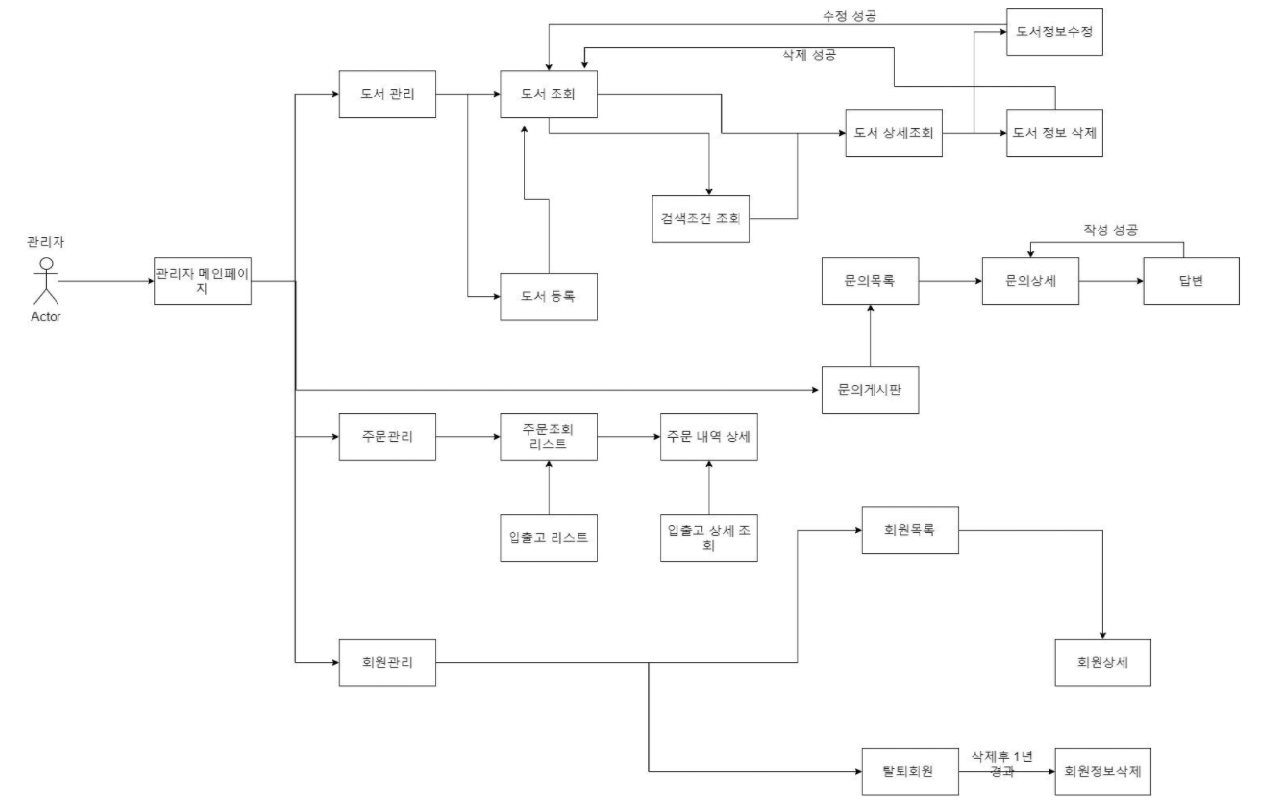 수정 성공
도서정보수정
삭제 성공
도서 관리
도서 조회
도서 상세조회
도서 정보 삭제
검색조건 조회
작성 성공
관리자
관리자 메인페이
지
Actor
도서 등록
문의목록
문의상세
답변
문의게시판
주문관리
주문조회
리스트
주문 내역 상세
입출고 리스트
입출고 상세 조
회
회원목록
회원관리
회원상세
탈퇴회원
삭제후 1년
경과
회원정보삭제